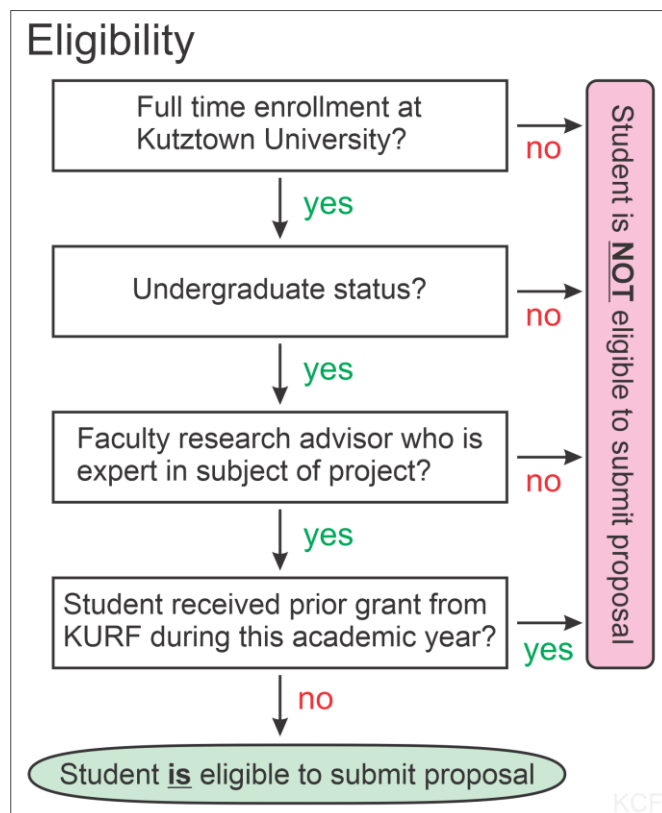 Eligibility
Full time enrollment at
Kutztown University?
no
yes
Undergraduate status?
no
yes
Faculty research advisor who is
expert in subject of project?
no
yes
Student received prior grant from
KURF during this academic year?
yes
no
Student is NOT eligible to submit proposal
Student is eligible to submit proposal
KCF